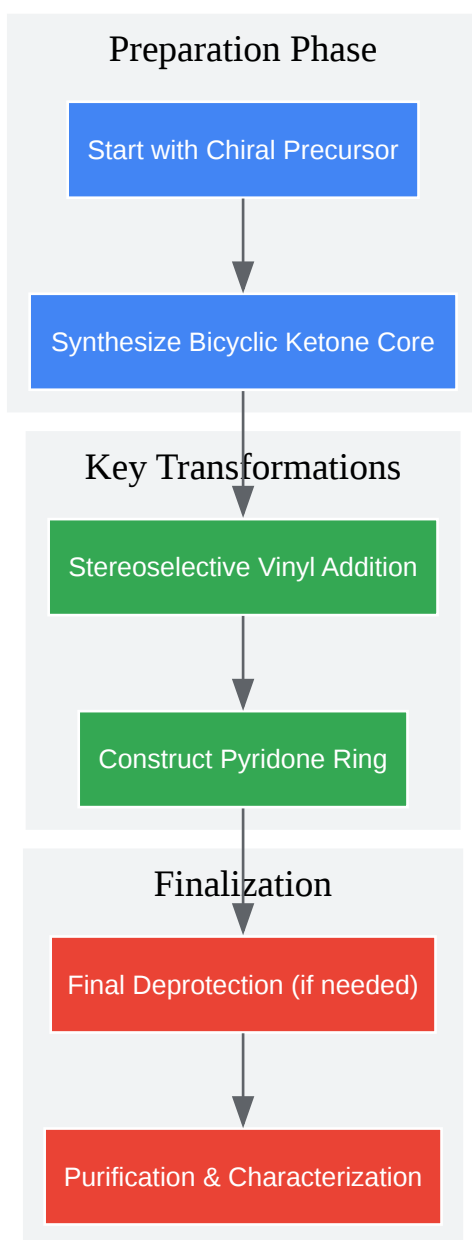 Preparation Phase
Start with Chiral Precursor
Synthesize Bicyclic Ketone Core
Key Transformations
Stereoselective Vinyl Addition
Construct Pyridone Ring
Finalization
Final Deprotection (if needed)
Purification & Characterization